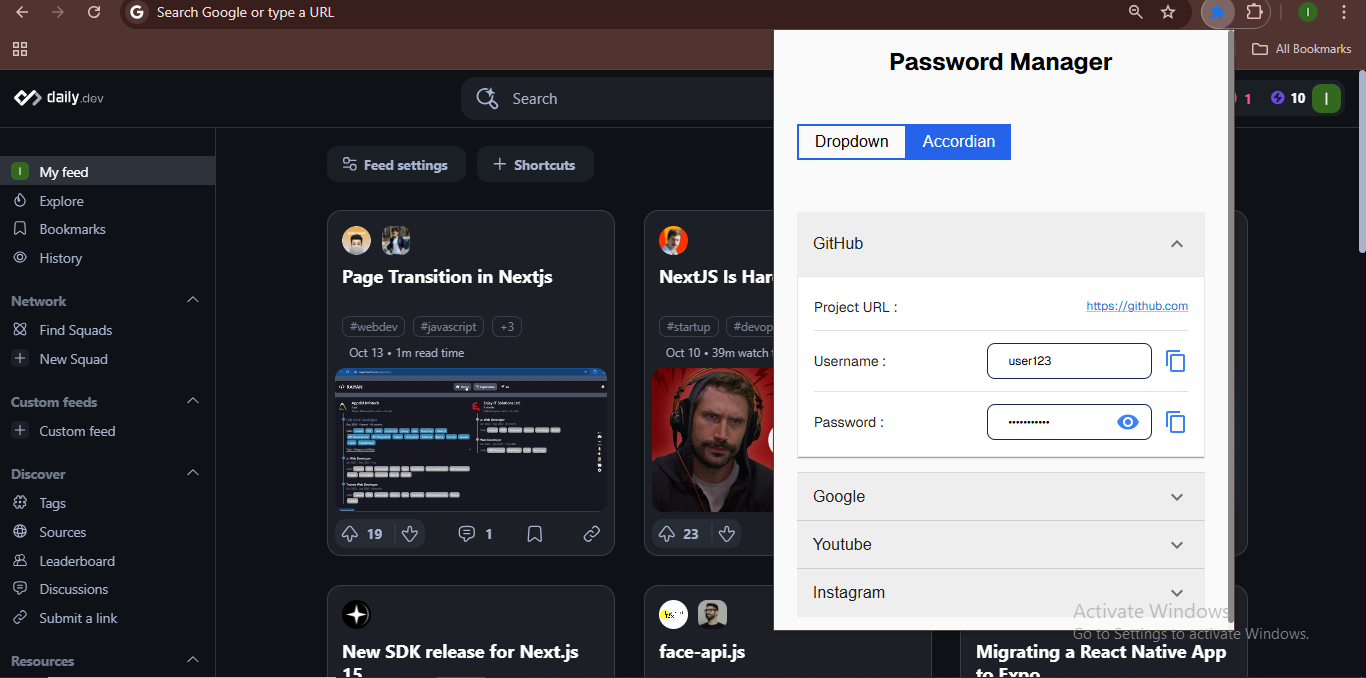 Search Google or type a URL
I
All Bookmarks
daily.dev
Search
1
10
I
I
My feed
Explore
Bookmarks
History
Network
Find Squads
New Squad
Custom feeds
Custom feed
Discover
Tags
Sources
Leaderboard
Discussions
Submit a link
Resources
Feed settings
Shortcuts
Page Transition in Nextjs
#webdev
#javascript
+3
Oct 13 • 1m read time
19
1
NextJS Is Har
#startup
#devop
Oct 10 • 39m watch t
23
New SDK release for Next.js
15
face-api.js
Migrating a React Native App
to Expo
Password Manager
Dropdown
Accordian
GitHub
Project URL :
https://github.com
Username :
user123
Password :
•••••••••••
Google
Youtube
Instagram
Activate Windows
Go to Settings to activate Windows.